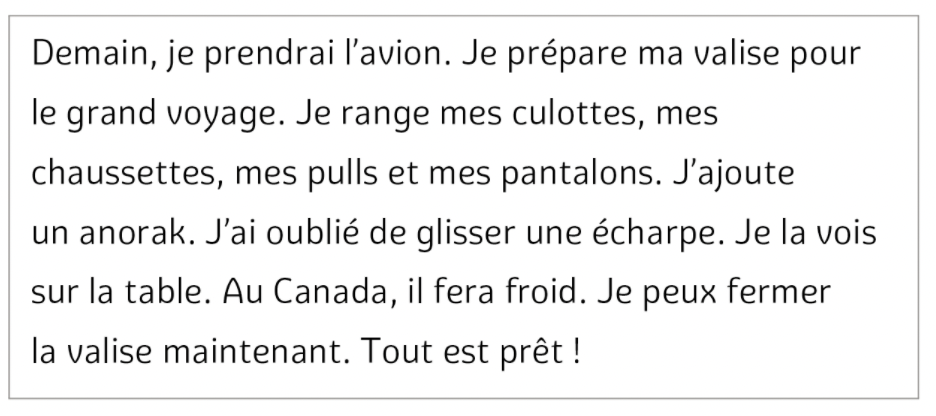 Demain, je prendrai l’avion. Je prépare ma valise pour
le grand voyage. Je range mes culottes, mes
chaussettes, mes pulls et mes pantalons. J’ajoute
un anorak. J’ai oublié de glisser une écharpe. Je la vois
sur la table. Au Canada, il fera froid. Je peux fermer
la valise maintenant. Tout est prêt !